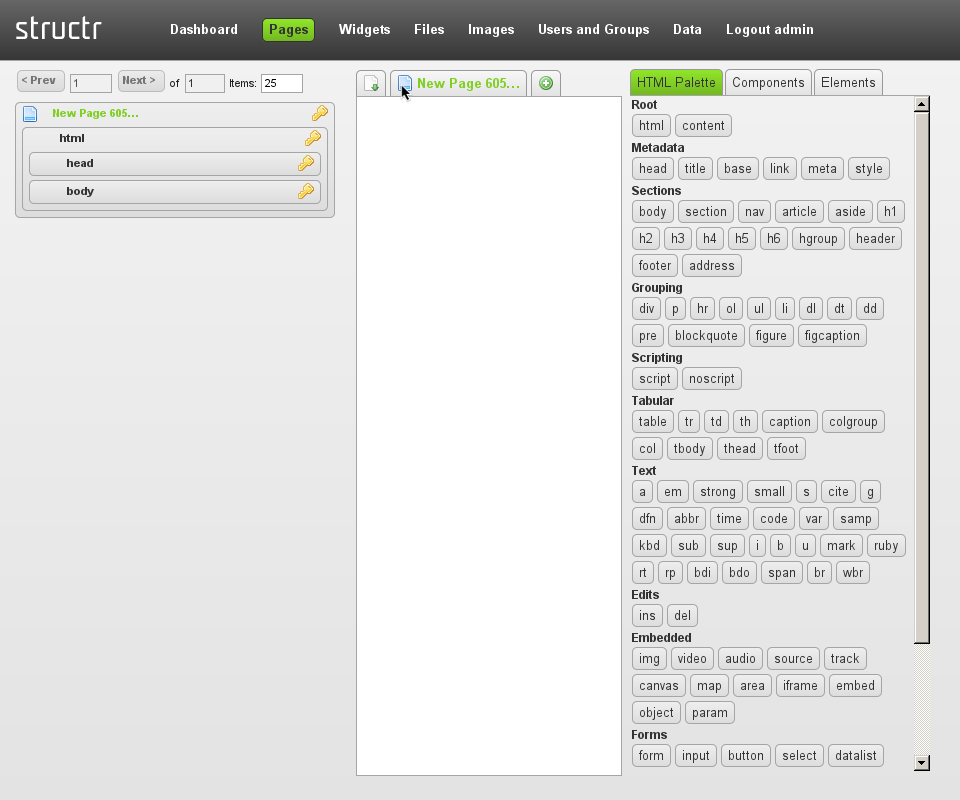 structr Dashboard Pages Widgets Files Images Users and Groups Data Logout admin
< Prev 1 Next > of 1 Items: 25
New Page 605...
html
head
body
New Page 605...
HTML Palette Components Elements
Root
html content
Metadata
head title base link meta style
Sections
body section nav article aside h1
h2 h3 h4 h5 h6 hgroup header
footer address
Grouping
div p hr ol ul li dl dt dd
pre blockquote figure figcaption
Scripting
script noscript
Tabular
table tr td th caption colgroup
col tbody thead tfoot
Text
a em strong small s cite g
dfn abbr time code var samp
kbd sub sup i b u mark ruby
rt rp bdi bdo span br wbr
Edits
ins del
Embedded
img video audio source track
canvas map area iframe embed
object param
Forms
form input button select datalist